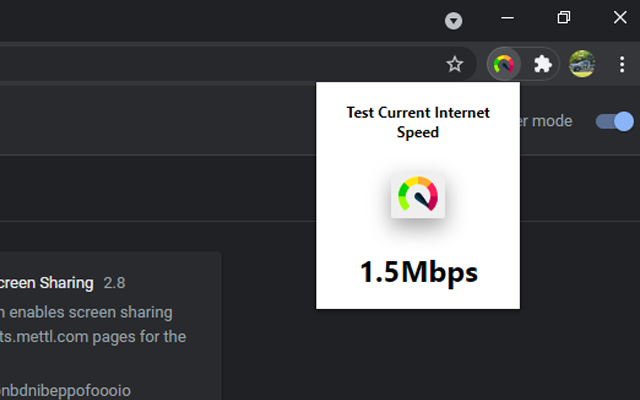 Test Current Internet
Speed
er mode
1.5Mbps
creen Sharing 2.8
n enables screen sharing
ts.mettl.com pages for the
nbdnibeppofoooio